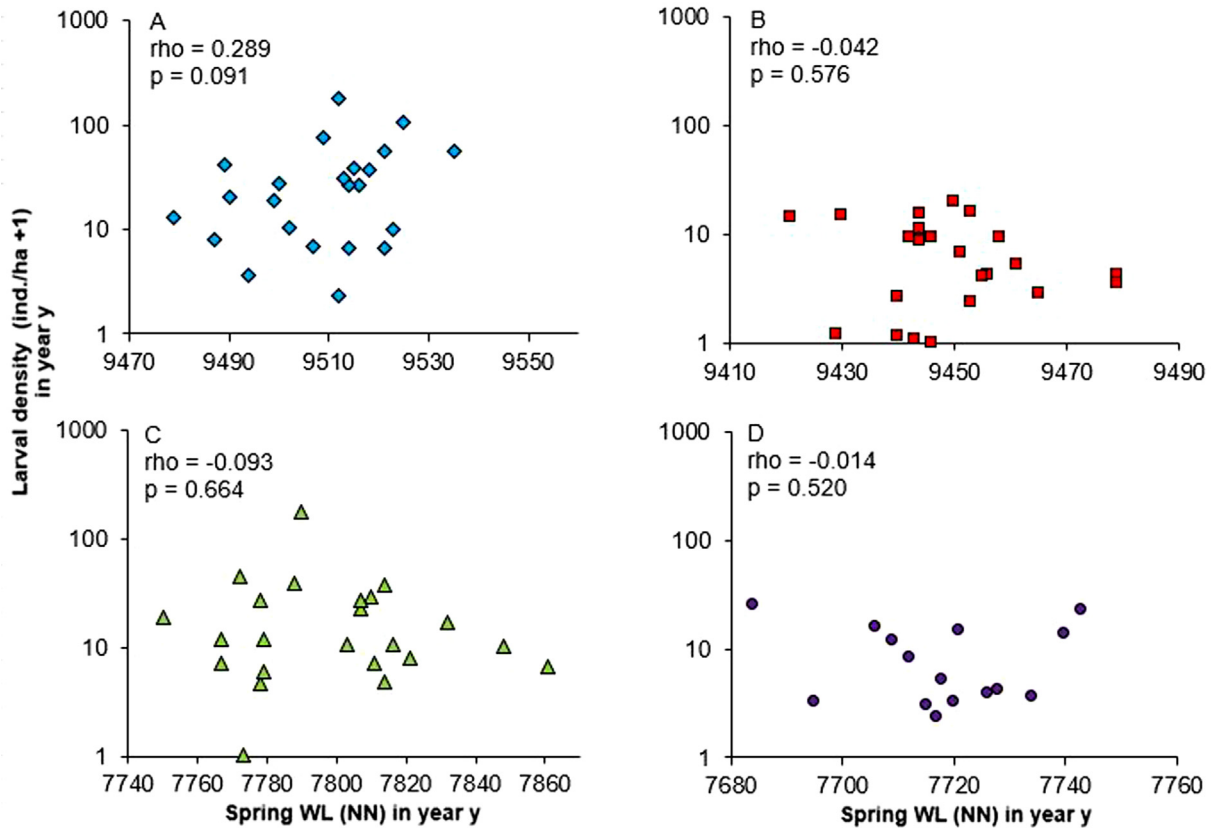 Larval density (ind./ha +1)
in year y
A
rho = 0.289
p = 0.091
1000
100
10
1
9470 9490 9510 9530 9550
B
rho = -0.042
p = 0.576
1000
100
10
1
9410 9430 9450 9470 9490
C
rho = -0.093
p = 0.664
1000
100
10
1
7740 7760 7780 7800 7820 7840 7860
Spring WL (NN) in year y
D
rho = -0.014
p = 0.520
1000
100
10
1
7680 7700 7720 7740 7760
Spring WL (NN) in year y